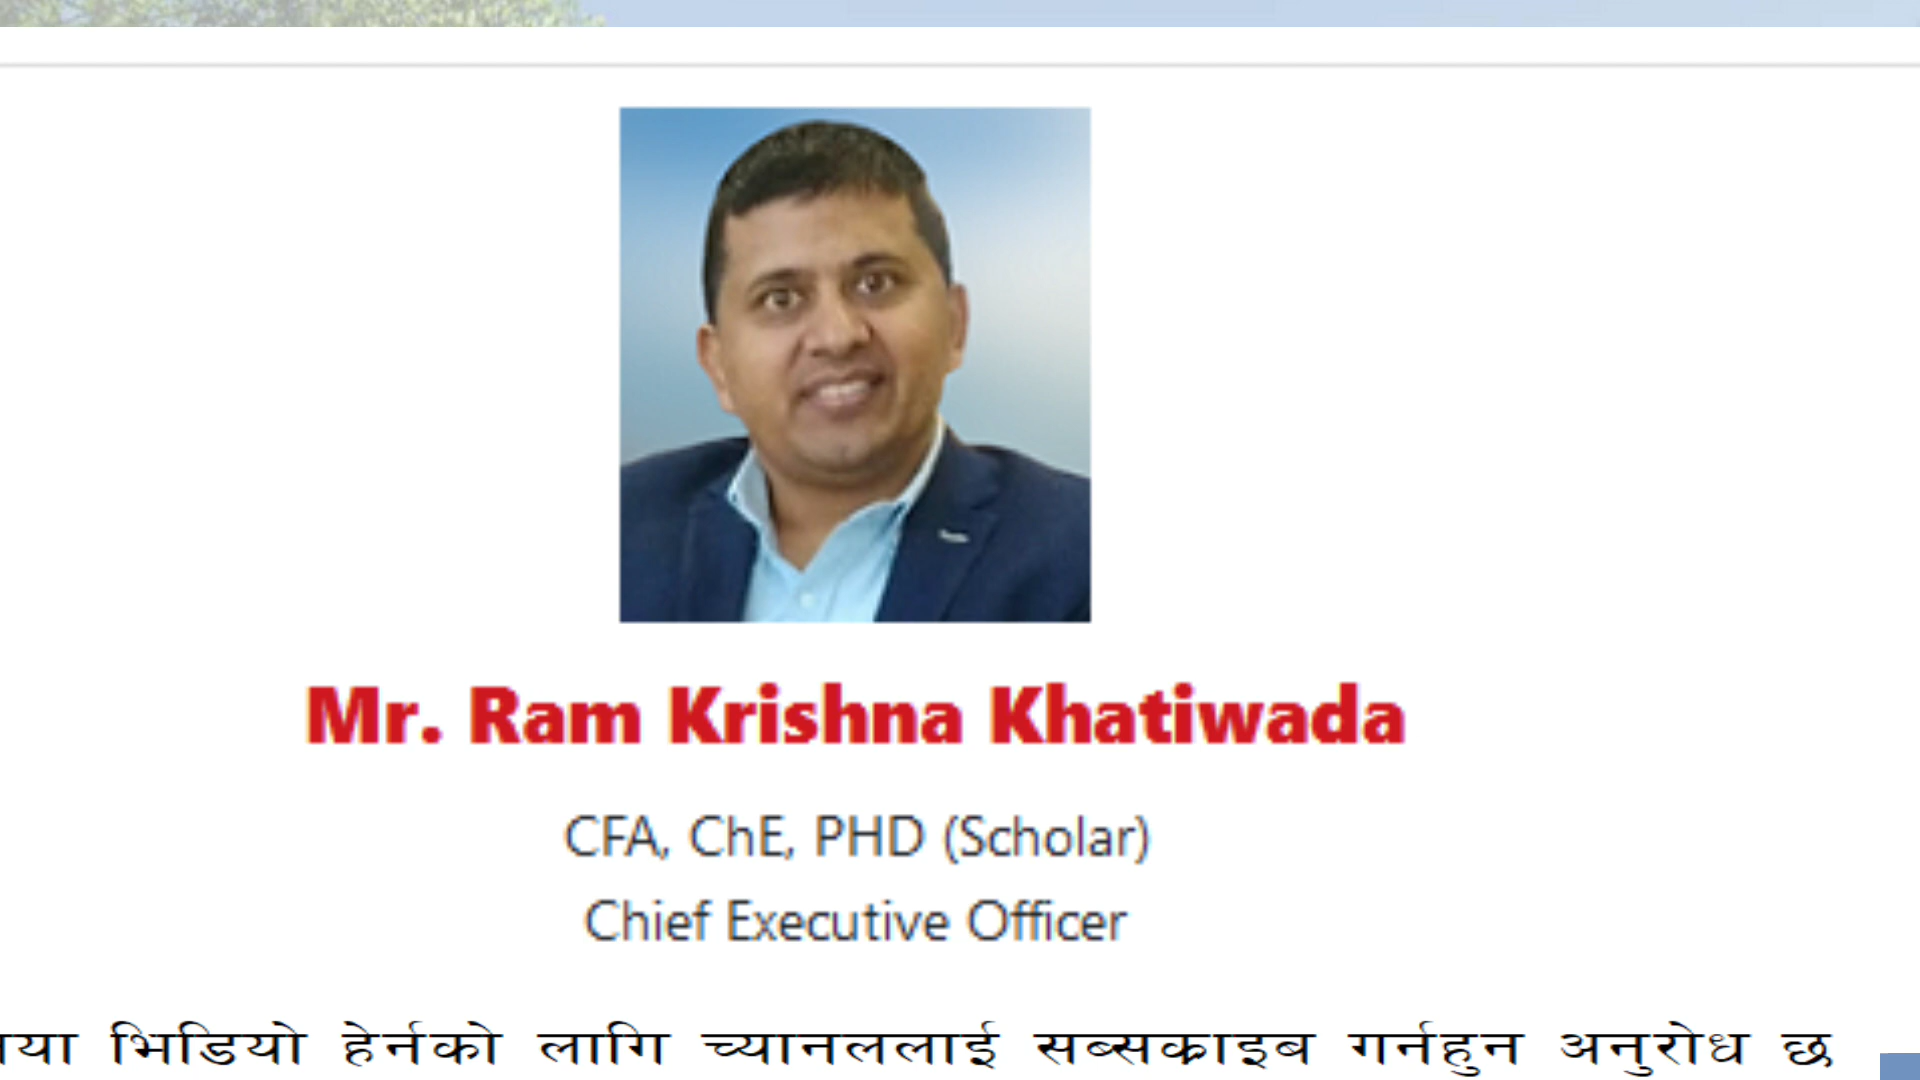 Mr. Ram Krishna Khatiwada
CFA, ChE, PHD (Scholar)
Chief Executive Officer
भिडियो हेर्नको लागि च्यानललाई सब्सक्राइब गर्नहुन अनुरोध छ